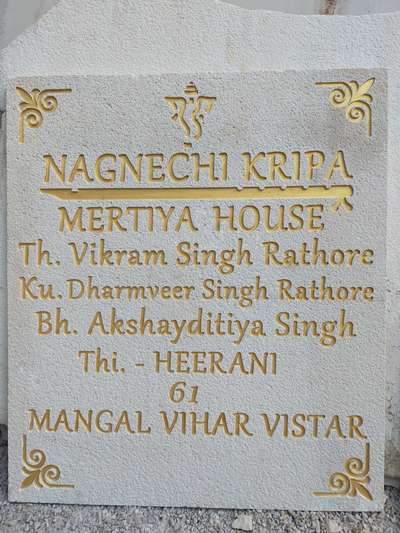 NAGNECHI KRIPA
MERTIYA HOUSE
Th. Vikram Singh Rathore
Ku. Dharmveer Singh Rathore
Bh. Akshayditiya Singh
Thi. - HEERANI
61
MANGAL VIHAR VISTAR